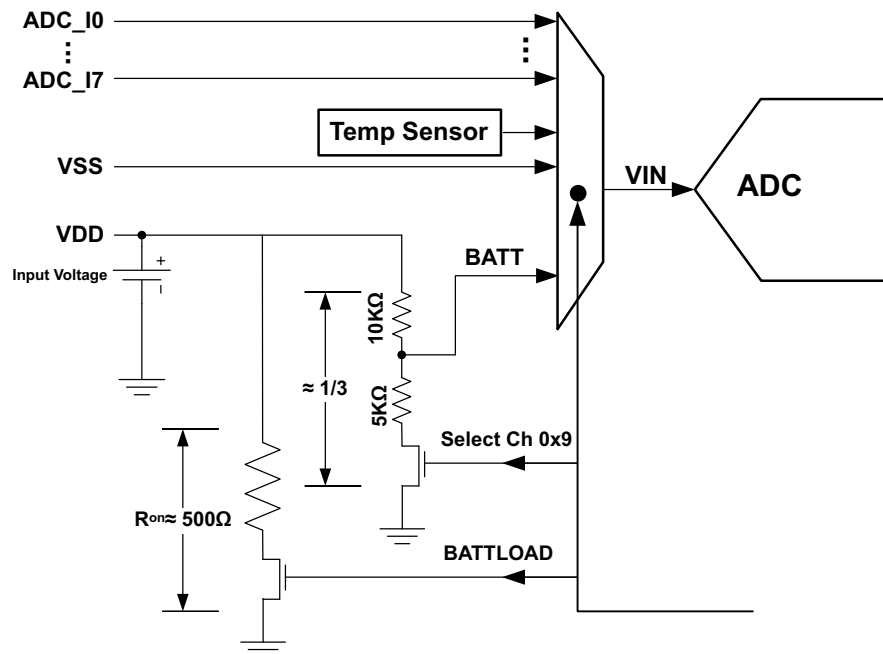 ADC_I0
ADC_I7
Temp Sensor
VSS
VIN
ADC
VDD
BATT
Input Voltage
+
−
10KΩ
≈ 1/3
5KΩ
Select Ch 0x9
Ron≈ 500Ω
BATTLOAD